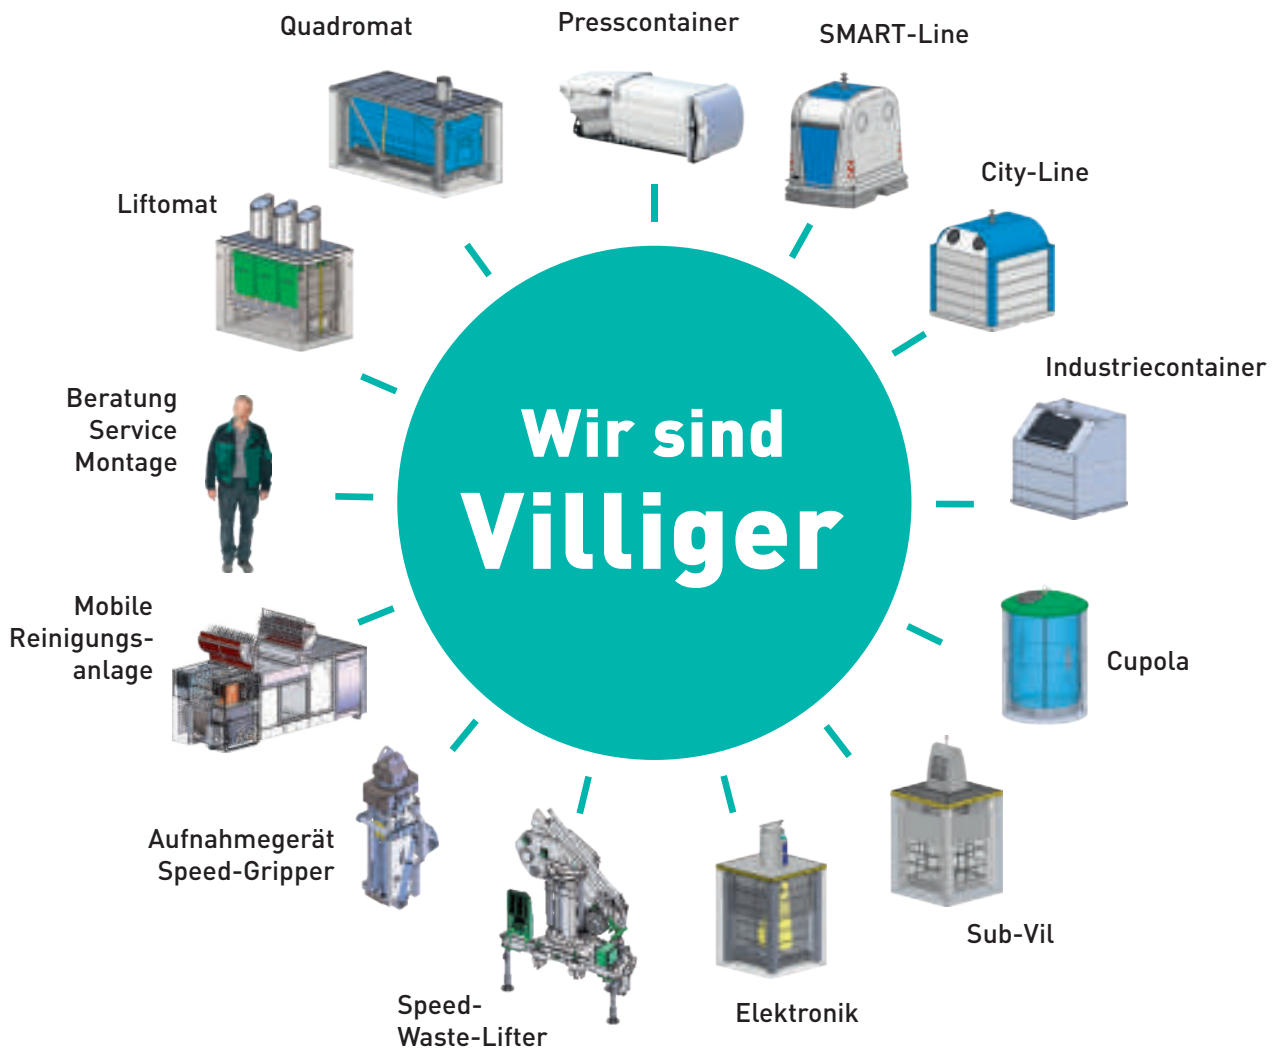 Quadromat
Presscontainer
SMART-Line
City-Line
Liftomat
Industriecontainer
Beratung
Service
Montage
Wir sind
Villiger
Mobile
Reinigungs-
anlage
Cupola
Aufnahmegerät
Speed-Gripper
Sub-Vil
Speed-
Waste-Lifter
Elektronik